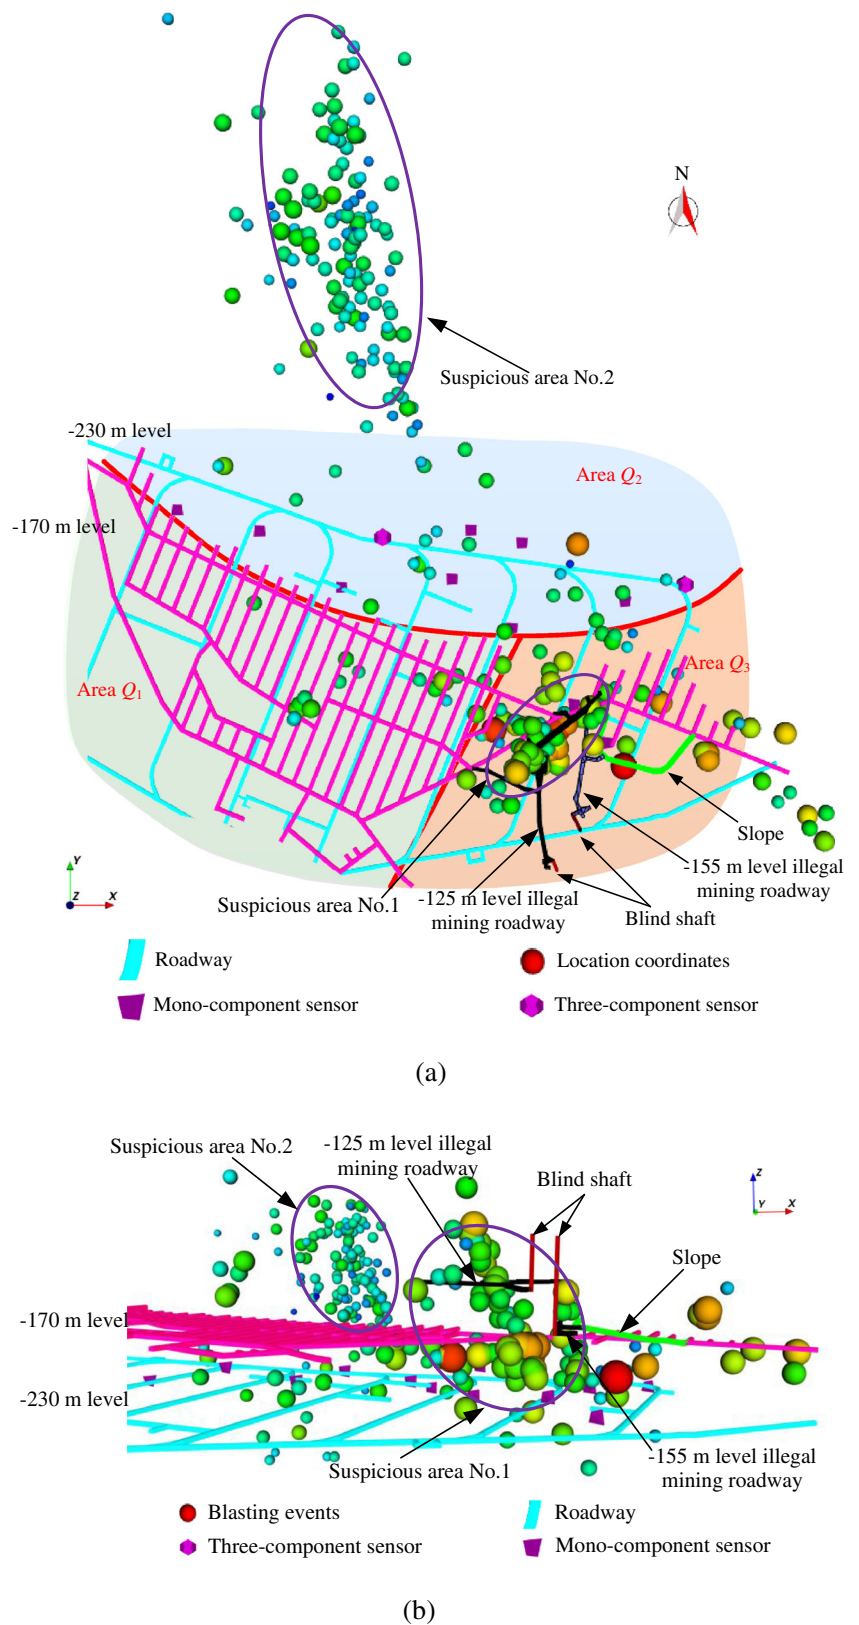 N
Suspicious area No.2
-230 m level
Area Q2
-170 m level
Area Q3
Area Q1
Slope
Y
Z
X
-155 m level illegal
mining roadway
Suspicious area No.1
-125 m level illegal
mining roadway
Blind shaft
Roadway
Location coordinates
Mono-component sensor
Three-component sensor
(a)
Suspicious area No.2
-125 m level illegal
mining roadway
Blind shaft
Z
Y
X
Slope
-170 m level
-230 m level
-155 m level illegal
mining roadway
Suspicious area No.1
Blasting events
Roadway
Three-component sensor
Mono-component sensor
(b)